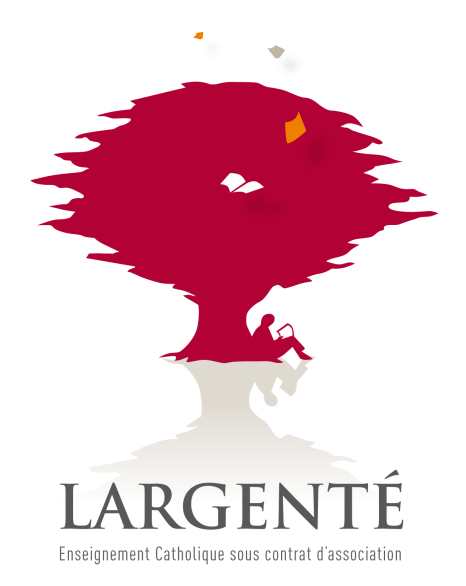 LARGENTÉ
Enseignement Catholique sous contrat d'association